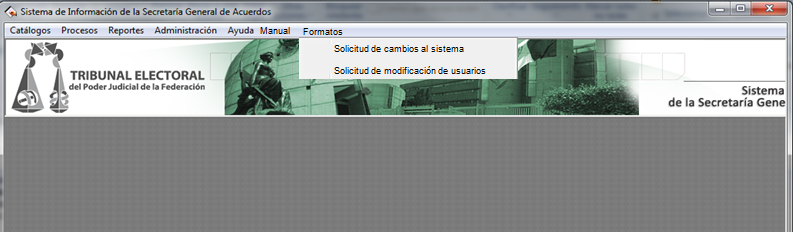 Sistema de Información de la Secretaría General de Acuerdos
Catálogos Procesos Reportes Administración Ayuda Manual Formatos
Solicitud de cambios al sistema
Solicitud de modificación de usuarios
TRIBUNAL ELECTORAL
del Poder Judicial de la Federación
Sistema
de la Secretaría Gene